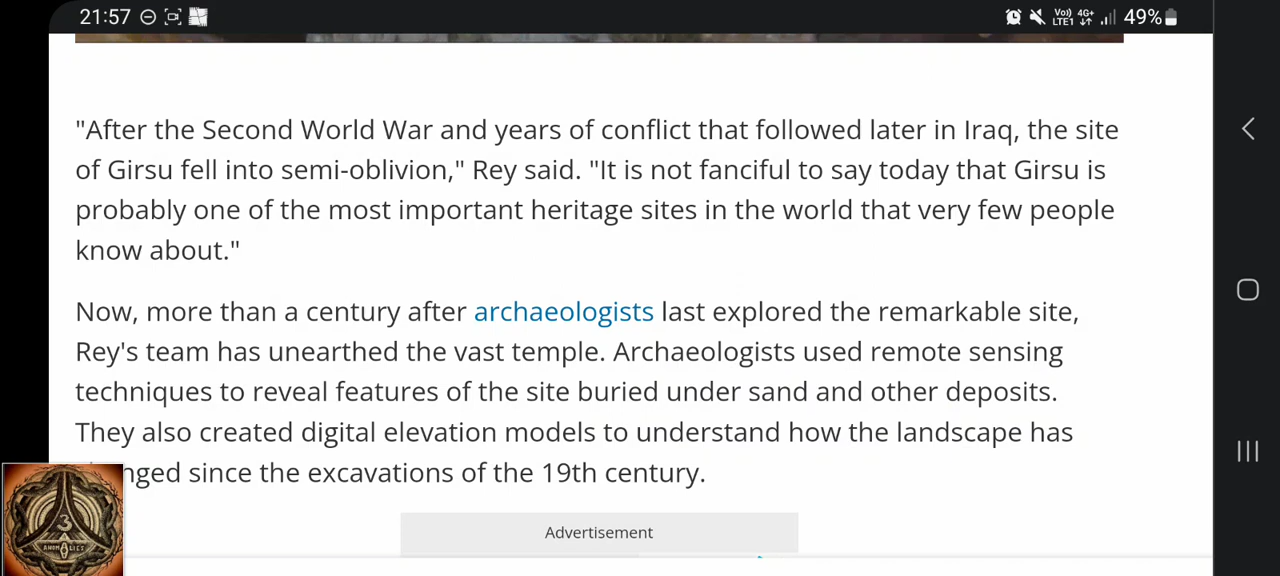 21:57
Vo) 4G+ 49%
LTE1
"After the Second World War and years of conflict that followed later in Iraq, the site
of Girsu fell into semi-oblivion," Rey said. "It is not fanciful to say today that Girsu is
probably one of the most important heritage sites in the world that very few people
know about."
Now, more than a century after archaeologists last explored the remarkable site,
Rey's team has unearthed the vast temple. Archaeologists used remote sensing
techniques to reveal features of the site buried under sand and other deposits.
They also created digital elevation models to understand how the landscape has
nged since the excavations of the 19th century.
3
ANOMALIES
Advertisement